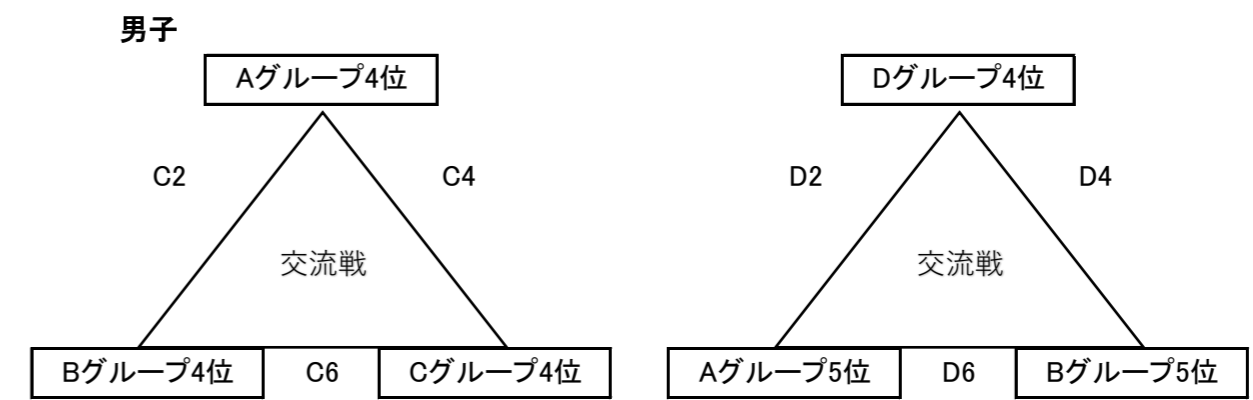 男子
Aグループ4位
Dグループ4位
C2
C4
D2
D4
交流戦
交流戦
Bグループ4位
C6
Cグループ4位
Aグループ5位
D6
Bグループ5位